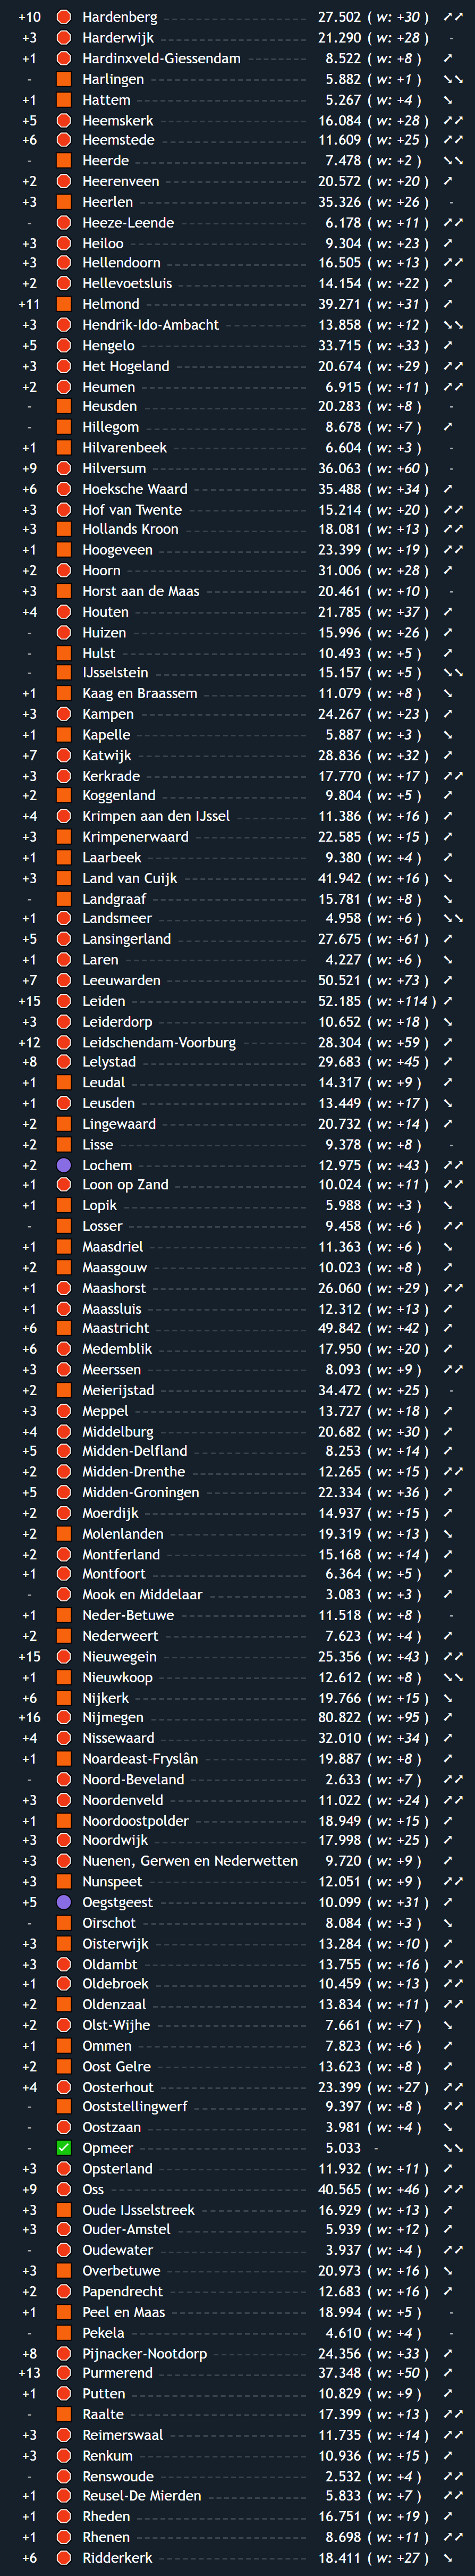 +10 Hardenberg 27.502 ( w: +30 )
+3 Harderwijk 21.290 ( w: +28 ) -
+1 Hardinxveld-Giessendam 8.522 ( w: +8 )
- Harlingen 5.882 ( w: +1 )
+1 Hattem 5.267 ( w: +4 )
+5 Heemskerk 16.084 ( w: +28 )
+6 Heemstede 11.609 ( w: +25 )
- Heerde 7.478 ( w: +2 )
+2 Heerenveen 20.572 ( w: +20 )
+3 Heerlen 35.326 ( w: +26 ) -
- Heeze-Leende 6.178 ( w: +11 )
+3 Heiloo 9.304 ( w: +23 )
+3 Hellendoorn 16.505 ( w: +13 )
+2 Hellevoetsluis 14.154 ( w: +22 )
+11 Helmond 39.271 ( w: +31 )
+3 Hendrik-Ido-Ambacht 13.858 ( w: +12 )
+5 Hengelo 33.715 ( w: +33 )
+3 Het Hogeland 20.674 ( w: +29 )
+2 Heumen 6.915 ( w: +11 )
- Heusden 20.283 ( w: +8 ) -
- Hillegom 8.678 ( w: +7 )
+1 Hilvarenbeek 6.604 ( w: +3 ) -
+9 Hilversum 36.063 ( w: +60 ) -
+6 Hoeksche Waard 35.488 ( w: +34 )
+3 Hof van Twente 15.214 ( w: +20 )
+3 Hollands Kroon 18.081 ( w: +13 )
+1 Hoogeveen 23.399 ( w: +19 )
+2 Hoorn 31.006 ( w: +28 )
+3 Horst aan de Maas 20.461 ( w: +10 ) -
+4 Houten 21.785 ( w: +37 )
- Huizen 15.996 ( w: +26 )
- Hulst 10.493 ( w: +5 )
- IJsselstein 15.157 ( w: +5 )
+1 Kaag en Braassem 11.079 ( w: +8 )
+3 Kampen 24.267 ( w: +23 )
+1 Kapelle 5.887 ( w: +3 )
+7 Katwijk 28.836 ( w: +32 )
+3 Kerkrade 17.770 ( w: +17 )
+2 Koggenland 9.804 ( w: +5 )
+4 Krimpen aan den IJssel 11.386 ( w: +16 )
+3 Krimpenerwaard 22.585 ( w: +15 )
+1 Laarbeek 9.380 ( w: +4 )
+3 Land van Cuijk 41.942 ( w: +16 )
- Landgraaf 15.781 ( w: +8 )
+1 Landsmeer 4.958 ( w: +6 )
+5 Lansingerland 27.675 ( w: +61 )
+1 Laren 4.227 ( w: +6 )
+7 Leeuwarden 50.521 ( w: +73 )
+15 Leiden 52.185 ( w: +114 )
+3 Leiderdorp 10.652 ( w: +18 )
+12 Leidschendam-Voorburg 28.304 ( w: +59 )
+8 Lelystad 29.683 ( w: +45 )
+1 Leudal 14.317 ( w: +9 )
+1 Leusden 13.449 ( w: +17 )
+2 Lingewaard 20.732 ( w: +14 )
+2 Lisse 9.378 ( w: +8 ) -
+2 Lochem 12.975 ( w: +43 )
+1 Loon op Zand 10.024 ( w: +11 )
+1 Lopik 5.988 ( w: +3 )
- Losser 9.458 ( w: +6 )
+1 Maasdriel 11.363 ( w: +6 )
+2 Maasgouw 10.023 ( w: +8 )
+1 Maashorst 26.060 ( w: +29 )
+1 Maassluis 12.312 ( w: +13 )
+6 Maastricht 49.842 ( w: +42 )
+6 Medemblik 17.950 ( w: +20 )
+3 Meerssen 8.093 ( w: +9 )
+2 Meierijstad 34.472 ( w: +25 ) -
+3 Meppel 13.727 ( w: +18 )
+4 Middelburg 20.682 ( w: +30 )
+5 Midden-Delfland 8.253 ( w: +14 )
+2 Midden-Drenthe 12.265 ( w: +15 )
+5 Midden-Groningen 22.334 ( w: +36 )
+2 Moerdijk 14.937 ( w: +15 )
+2 Molenlanden 19.319 ( w: +13 )
+2 Montferland 15.168 ( w: +14 )
+1 Montfoort 6.364 ( w: +5 )
- Mook en Middelaar 3.083 ( w: +3 )
+1 Neder-Betuwe 11.518 ( w: +8 ) -
+2 Nederweert 7.623 ( w: +4 )
+15 Nieuwegein 25.356 ( w: +43 )
+1 Nieuwkoop 12.612 ( w: +8 )
+6 Nijkerk 19.766 ( w: +15 )
+16 Nijmegen 80.822 ( w: +95 )
+4 Nissewaard 32.010 ( w: +34 )
+1 Noardeast-Fryslân 19.887 ( w: +8 )
- Noord-Beveland 2.633 ( w: +7 )
+3 Noordenveld 11.022 ( w: +24 )
+1 Noordoostpolder 18.949 ( w: +15 )
+3 Noordwijk 17.998 ( w: +25 )
+3 Nuenen, Gerwen en Nederwetten 9.720 ( w: +9 )
+3 Nunspeet 12.051 ( w: +9 )
+5 Oegstgeest 10.099 ( w: +31 )
- Oirschot 8.084 ( w: +3 )
+3 Oisterwijk 13.284 ( w: +10 )
+3 Oldambt 13.755 ( w: +16 )
+1 Oldebroek 10.459 ( w: +13 )
+2 Oldenzaal 13.834 ( w: +11 )
+2 Olst-Wijhe 7.661 ( w: +7 )
+1 Ommen 7.823 ( w: +6 )
+2 Oost Gelre 13.623 ( w: +8 )
+4 Oosterhout 23.399 ( w: +27 )
- Ooststellingwerf 9.397 ( w: +8 )
- Oostzaan 3.981 ( w: +4 )
- Opmeer 5.033 -
+3 Opsterland 11.932 ( w: +11 )
+9 Oss 40.565 ( w: +46 )
+3 Oude IJsselstreek 16.929 ( w: +13 )
+3 Ouder-Amstel 5.939 ( w: +12 )
- Oudewater 3.937 ( w: +4 )
+3 Overbetuwe 20.973 ( w: +16 )
+2 Papendrecht 12.683 ( w: +16 )
+1 Peel en Maas 18.994 ( w: +5 ) -
- Pekela 4.610 ( w: +4 ) -
+8 Pijnacker-Nootdorp 24.356 ( w: +33 )
+13 Purmerend 37.348 ( w: +50 )
+1 Putten 10.829 ( w: +9 )
- Raalte 17.399 ( w: +13 )
+3 Reimerswaal 11.735 ( w: +14 )
+3 Renkum 10.936 ( w: +15 )
- Renswoude 2.532 ( w: +4 )
+1 Reusel-De Mierden 5.833 ( w: +7 )
+1 Rheden 16.751 ( w: +19 )
+1 Rhenen 8.698 ( w: +11 )
+6 Ridderkerk 18.411 ( w: +27 )